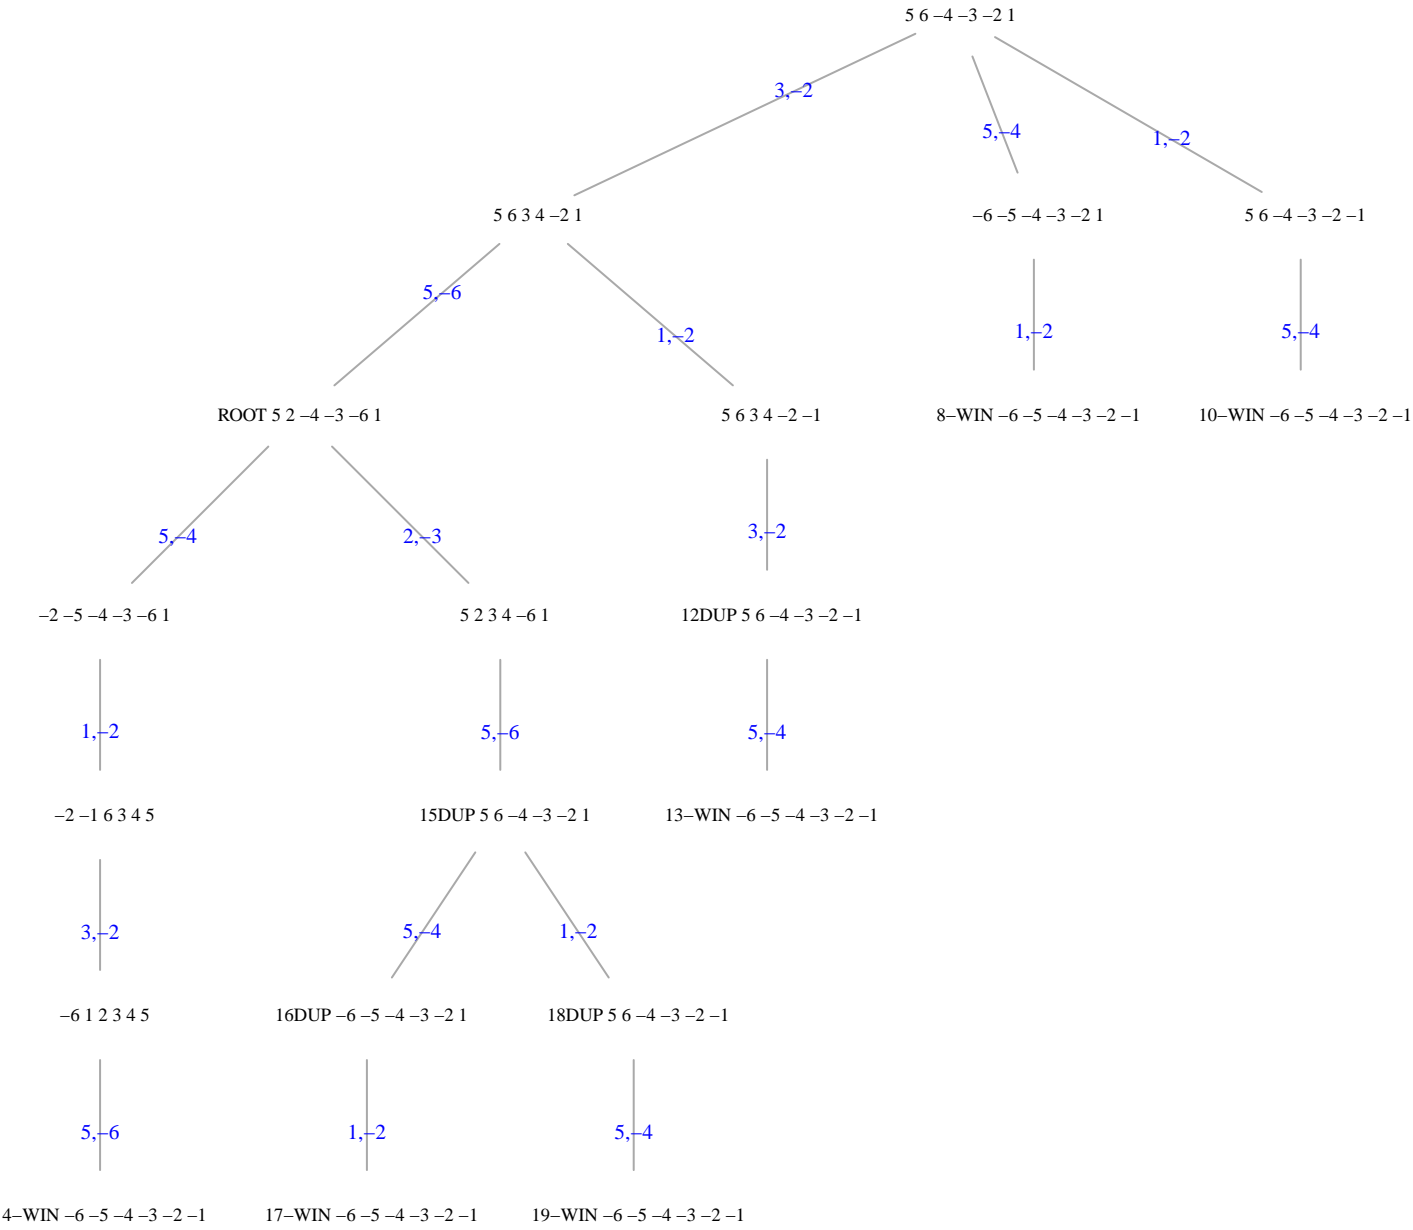 5 6 –4 –3 –2 1
3,–2
5,–4
1,–2
5 6 3 4 –2 1
–6 –5 –4 –3 –2 1
5 6 –4 –3 –2 –1
5,–6
1,–2
1,–2
5,–4
ROOT 5 2 –4 –3 –6 1
5 6 3 4 –2 –1
8–WIN –6 –5 –4 –3 –2 –1
10–WIN –6 –5 –4 –3 –2 –1
5,–4
2,–3
3,–2
–2 –5 –4 –3 –6 1
5 2 3 4 –6 1
12DUP 5 6 –4 –3 –2 –1
1,–2
5,–6
5,–4
–2 –1 6 3 4 5
15DUP 5 6 –4 –3 –2 1
13–WIN –6 –5 –4 –3 –2 –1
3,–2
5,–4
1,–2
–6 1 2 3 4 5
16DUP –6 –5 –4 –3 –2 1
18DUP 5 6 –4 –3 –2 –1
5,–6
1,–2
5,–4
4–WIN –6 –5 –4 –3 –2 –1
17–WIN –6 –5 –4 –3 –2 –1
19–WIN –6 –5 –4 –3 –2 –1